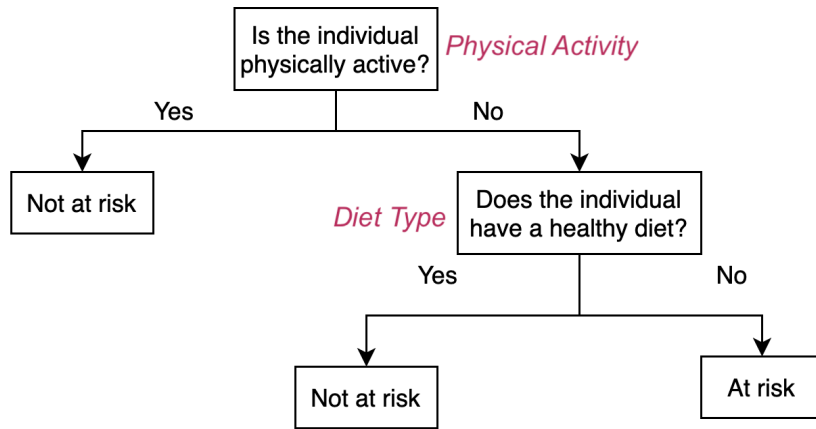 Is the individual
physically active?
Physical Activity
Yes
No
Not at risk
Diet Type
Does the individual
have a healthy diet?
Yes
No
Not at risk
At risk